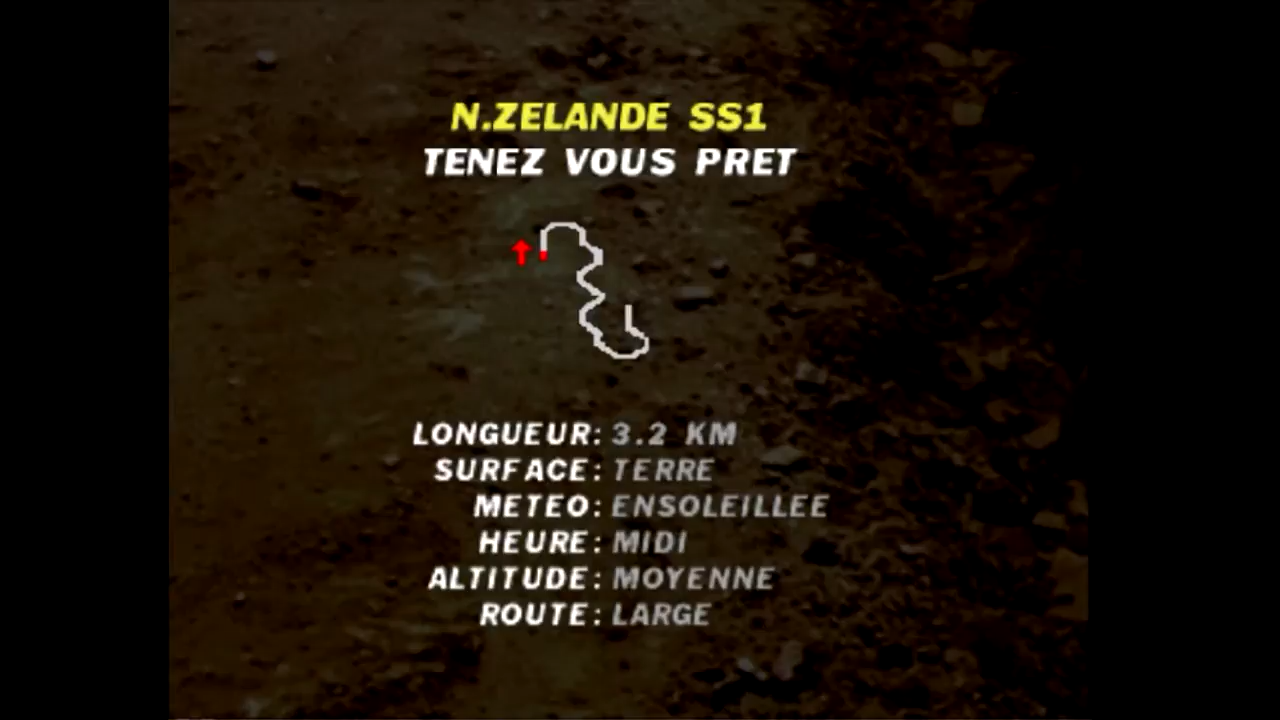 N.ZELANDE SS1
TENEZ VOUS PRET
LONGUEUR: 3.2 KM
SURFACE: TERRE
METEO: ENSOLEILLEE
HEURE: MIDI
ALTITUDE: MOYENNE
ROUTE: LARGE